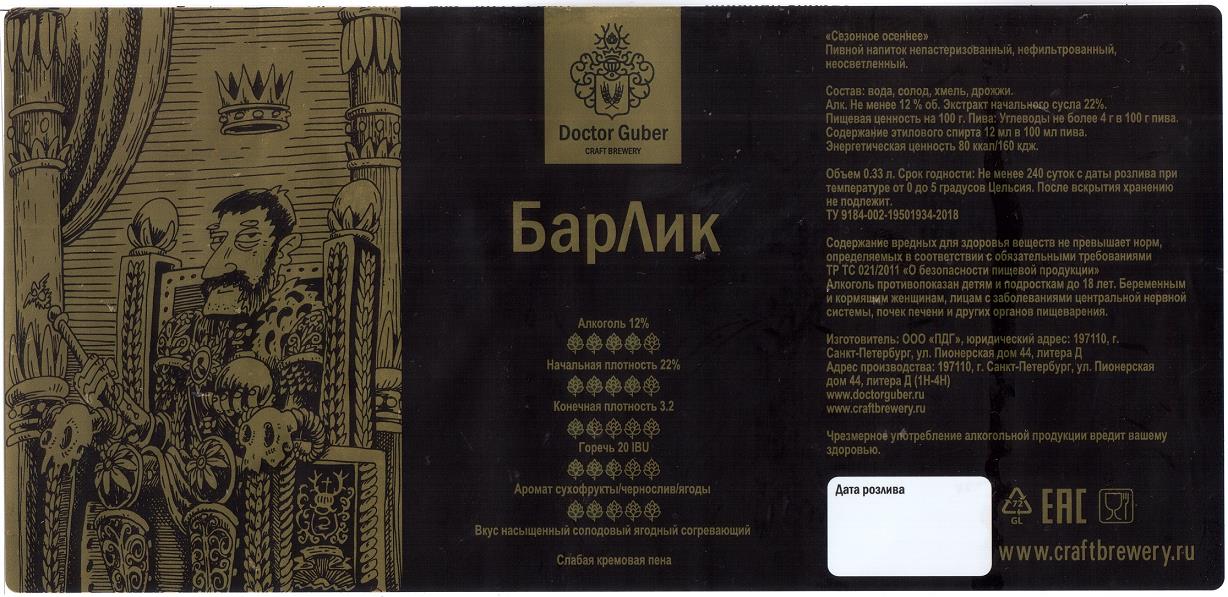 Doctor Guber
CRAFT BREWERY
БарЛик
Алкоголь 12%
Начальная плотность 22%
Конечная плотность 3.2
Горечь 20 IBU
Аромат сухофрукты/чернослив/ягоды
Вкус насыщенный солодовый ягодный согревающий
Слабая кремовая пена
«Сезонное осеннее»
Пивной напиток непастеризованный, нефильтрованный,
неосветленный.
Состав: вода, солод, хмель, дрожжи.
Алк. Не менее 12 % об. Экстракт начального сусла 22%.
Пищевая ценность на 100 г. Пива: Углеводы не более 4 г в 100 г пива.
Содержание этилового спирта 12 мл в 100 мл пива.
Энергетическая ценность 80 ккал/160 кдж.
Объем 0.33 л. Срок годности: Не менее 240 суток с даты розлива при
температуре от 0 до 5 градусов Цельсия. После вскрытия хранению
не подлежит.
ТУ 9184-002-19501934-2018
Содержание вредных для здоровья веществ не превышает норм,
определяемых в соответствии с обязательными требованиями
ТР ТС 021/2011 «О безопасности пищевой продукции»
Алкоголь противопоказан детям и подросткам до 18 лет. Беременным
и кормящим женщинам, лицам с заболеваниями центральной нервной
системы, почек печени и других органов пищеварения.
Изготовитель: ООО «ПДГ», юридический адрес: 197110, г.
Санкт-Петербург, ул. Пионерская дом 44, литера Д
Адрес производства: 197110, г. Санкт-Петербург, ул. Пионерская
дом 44, литера Д (1Н-4Н)
www.doctorguber.ru
www.craftbrewery.ru
Чрезмерное употребление алкогольной продукции вредит вашему
здоровью.
Дата розлива
72
GL
EAC
www.craftbrewery.ru